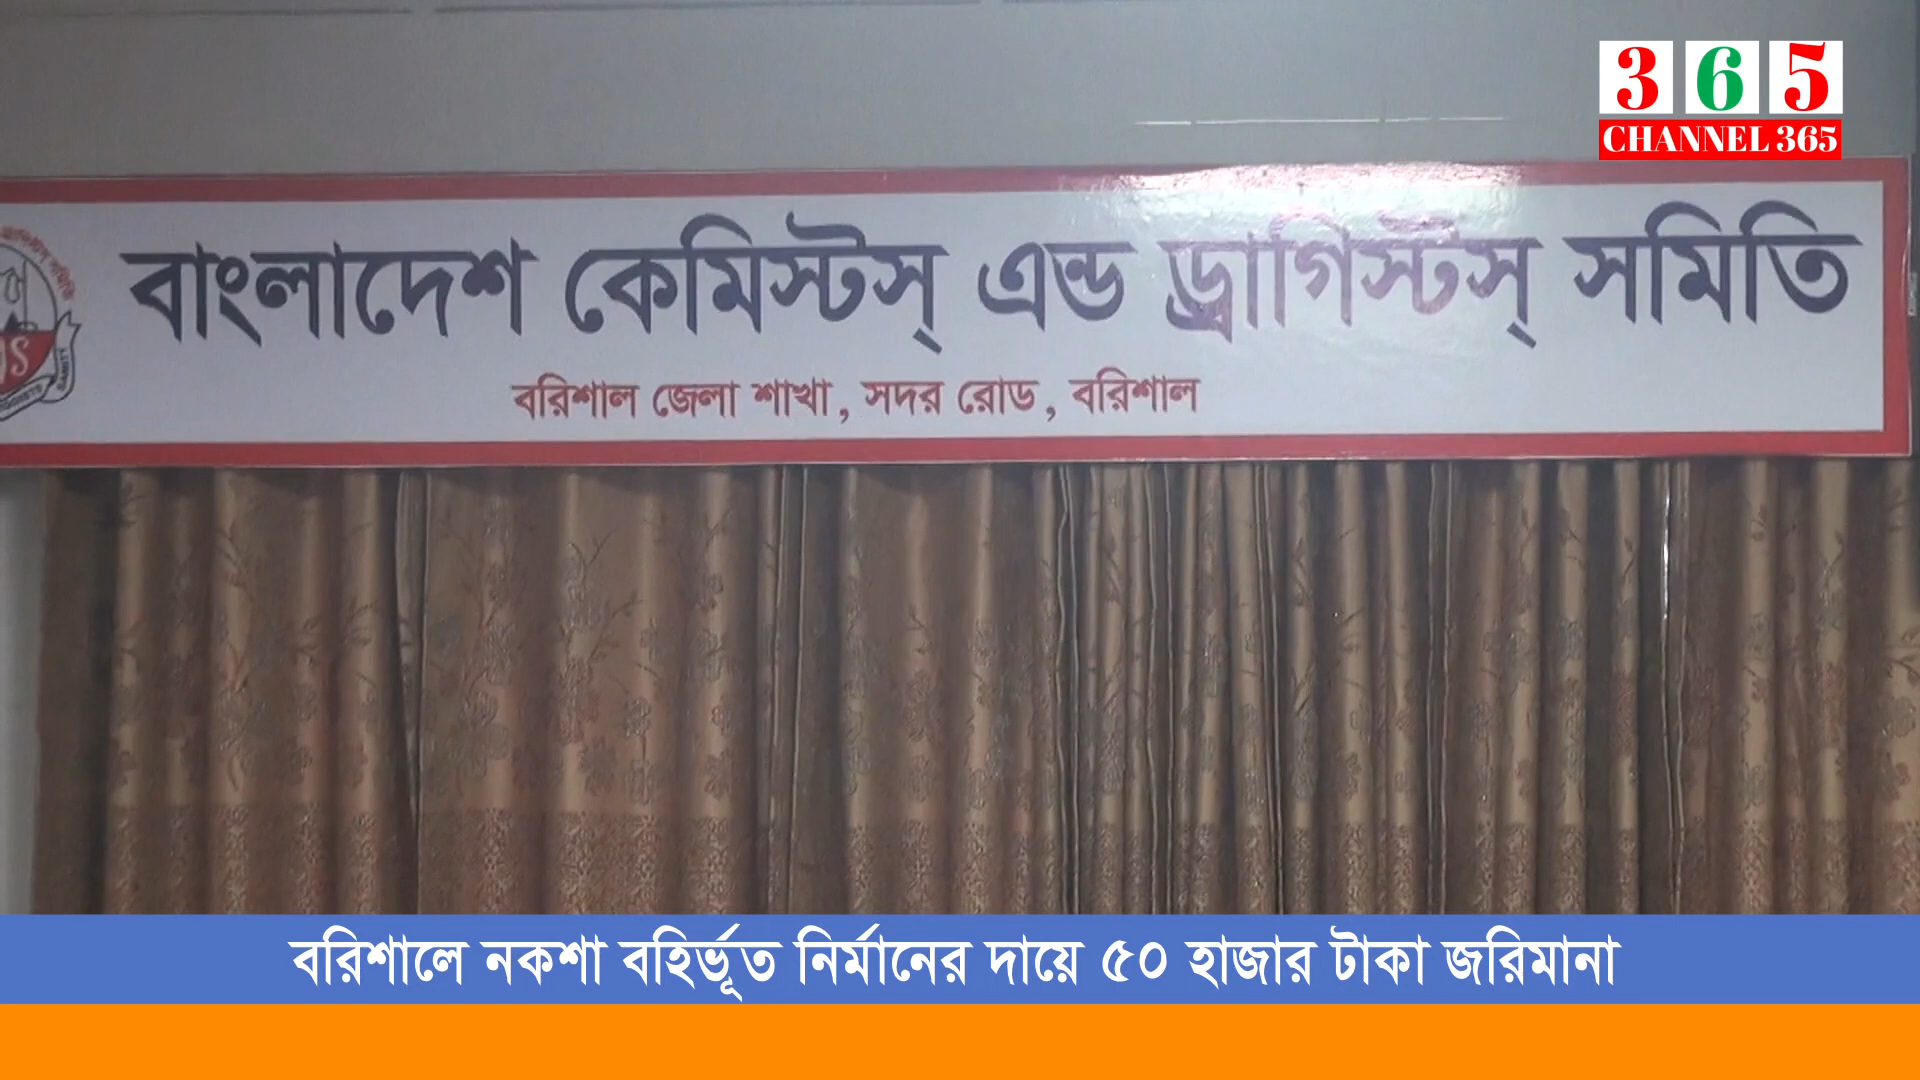 3 6 5
CHANNEL 365
বাংলাদেশ কেমিস্টস্ এন্ড ড্রাগিস্টস্ সমিতি
বরিশাল জেলা শাখা, সদর রোড, বরিশাল
বরিশালে নকশা বহির্ভূত নির্মানের দায়ে ৫০ হাজার টাকা জরিমানা